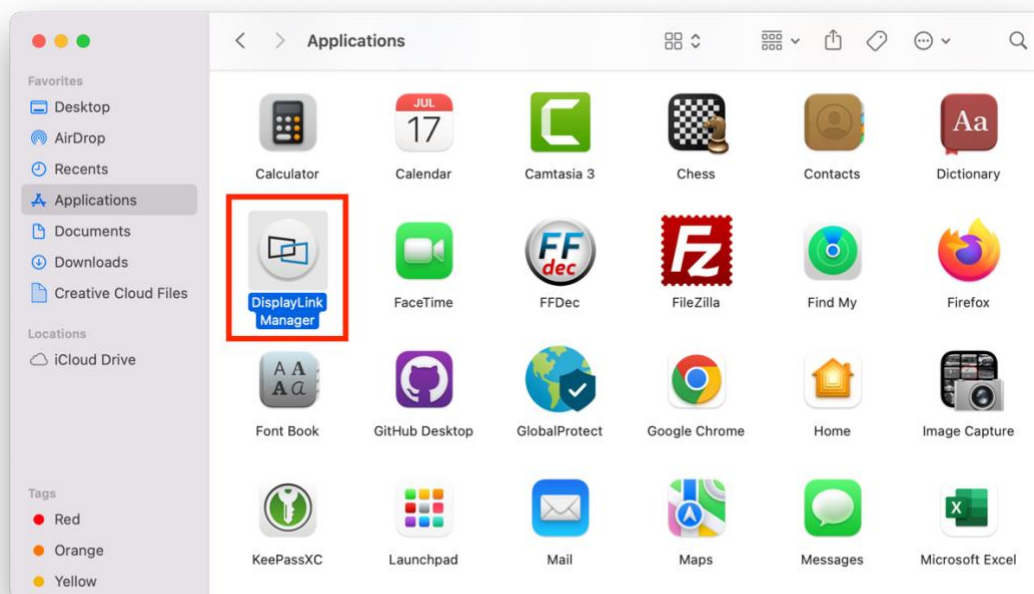 Applications
Favorites
Desktop
AirDrop
Recents
Applications
Documents
Downloads
Creative Cloud Files
Locations
iCloud Drive
Tags
Red
Orange
Yellow
JUL
17
Aa
Calculator
Calendar
Camtasia 3
Chess
Contacts
Dictionary
FF
dec
Fz
DisplayLink
Manager
FaceTime
FFDec
FileZilla
Find My
Firefox
A A
A a
Font Book
GitHub Desktop
GlobalProtect
Google Chrome
Home
Image Capture
X
KeePassXC
Launchpad
Mail
Maps
Messages
Microsoft Excel